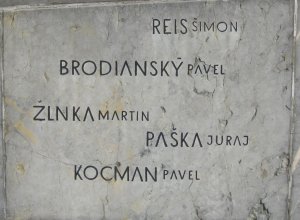 REIS ŠIMON
BRODIANSKÝ PAVEL
ŽLNKA MARTIN
PAŠKA JURAJ
KOCMAN PAVEL